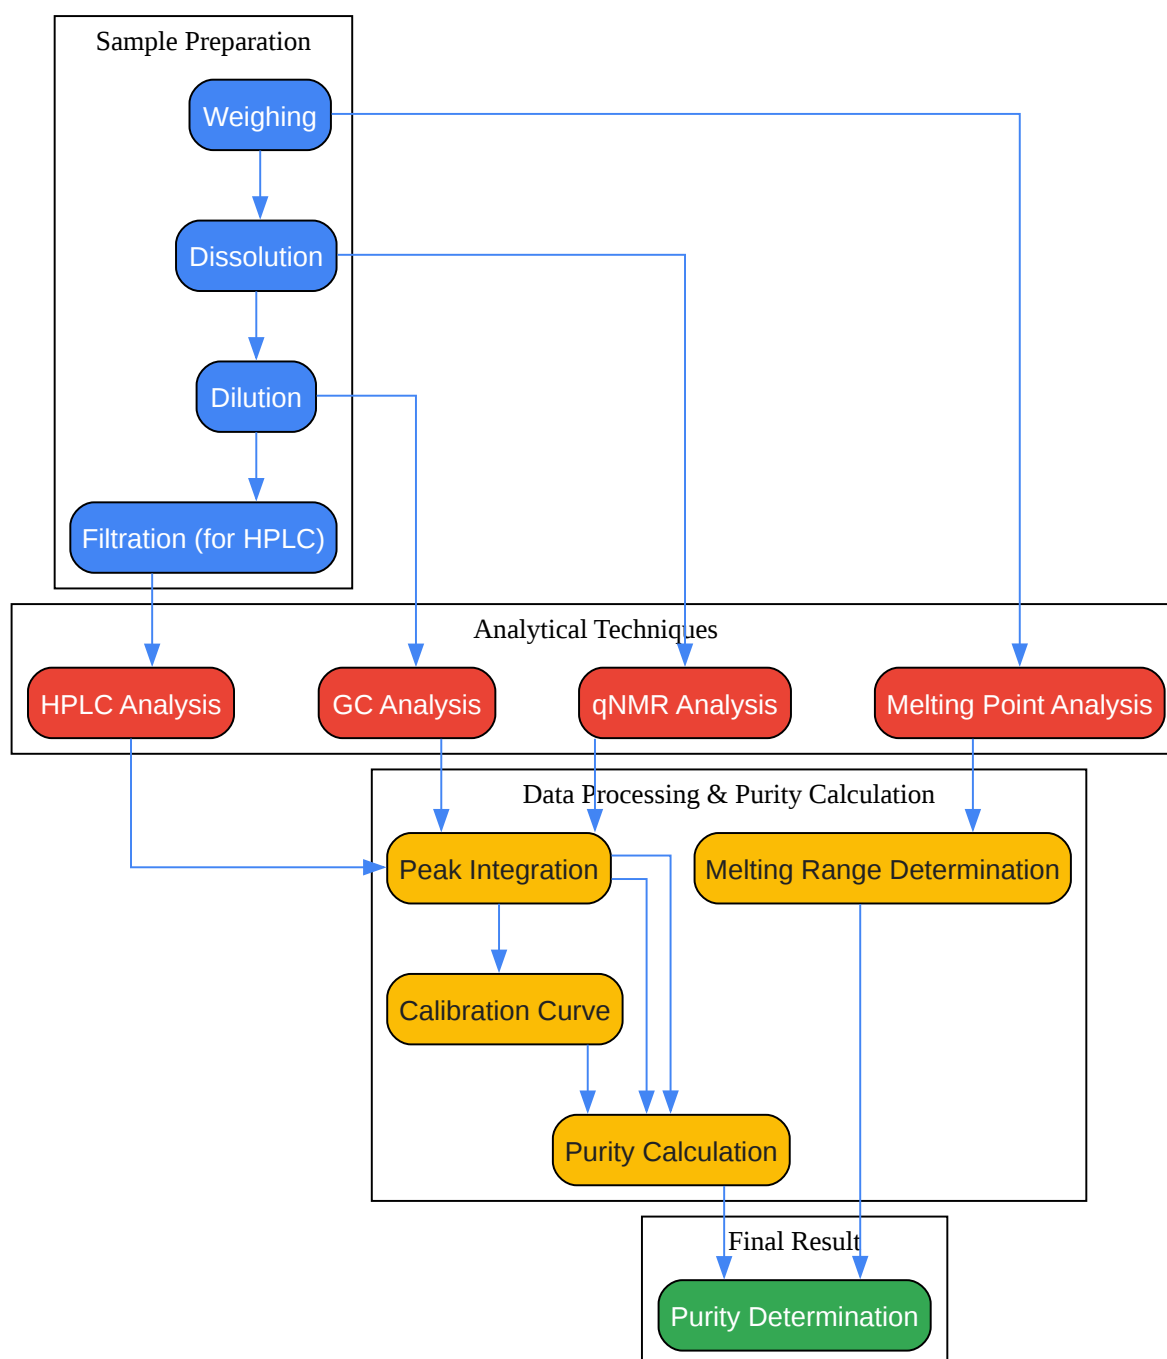 Sample Preparation
Weighing
Dissolution
Dilution
Filtration (for HPLC)
Analytical Techniques
HPLC Analysis
GC Analysis
qNMR Analysis
Melting Point Analysis
Data Processing & Purity Calculation
Peak Integration
Melting Range Determination
Calibration Curve
Purity Calculation
Final Result
Purity Determination